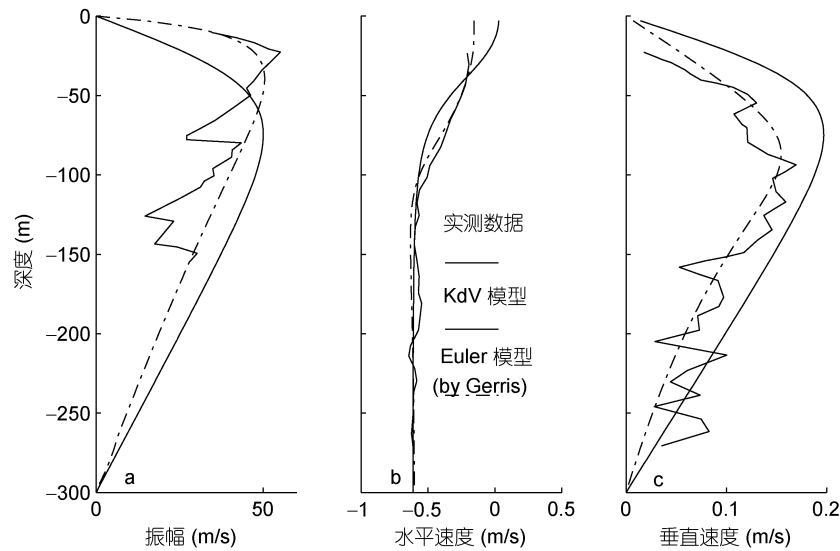 0
−50
−100
−150
−200
−250
−300
深度 (m)
a
0 50
振幅 (m/s)
实测数据
KdV 模型
Euler 模型
(by Gerris)
b
−1 −0.5 0 0.5
水平速度 (m/s)
c
0 0.1 0.2
垂直速度 (m/s)